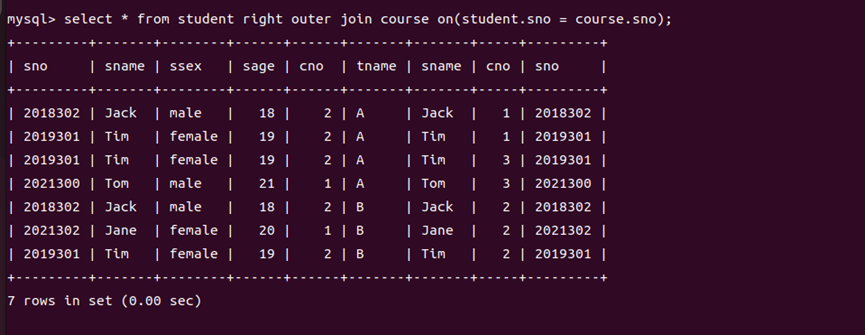 mysql> select * from student right outer join course on(student.sno = course.sno);
+---------+-------+--------+------+------+-------+-------+-----+---------+
| sno     | sname | ssex   | sage | cno  | tname | sname | cno | sno     |
+---------+-------+--------+------+------+-------+-------+-----+---------+
| 2018302 | Jack  | male   |   18 |    2 | A     | Jack  |   1 | 2018302 |
| 2019301 | Tim   | female |   19 |    2 | A     | Tim   |   1 | 2019301 |
| 2019301 | Tim   | female |   19 |    2 | A     | Tim   |   3 | 2019301 |
| 2021300 | Tom   | male   |   21 |    1 | A     | Tom   |   3 | 2021300 |
| 2018302 | Jack  | male   |   18 |    2 | B     | Jack  |   2 | 2018302 |
| 2021302 | Jane  | female |   20 |    1 | B     | Jane  |   2 | 2021302 |
| 2019301 | Tim   | female |   19 |    2 | B     | Tim   |   2 | 2019301 |
+---------+-------+--------+------+------+-------+-------+-----+---------+
7 rows in set (0.00 sec)